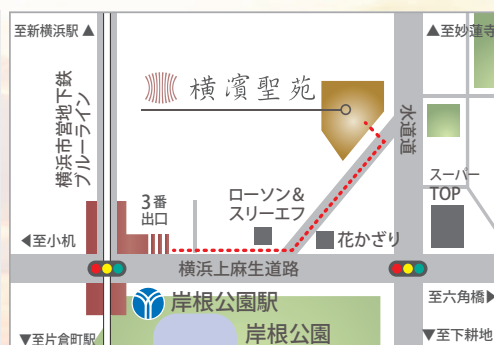 至新横浜駅▲
▲至妙蓮寺
横浜市営地下鉄
ブルーライン
横濱聖苑
水道道
スーパー
TOP
3番
出口
ローソン&
スリーエフ
花かざり
◀至小机
横浜上麻生道路
岸根公園駅
岸根公園
至六角橋▶
▼至片倉町駅
▼至下耕地